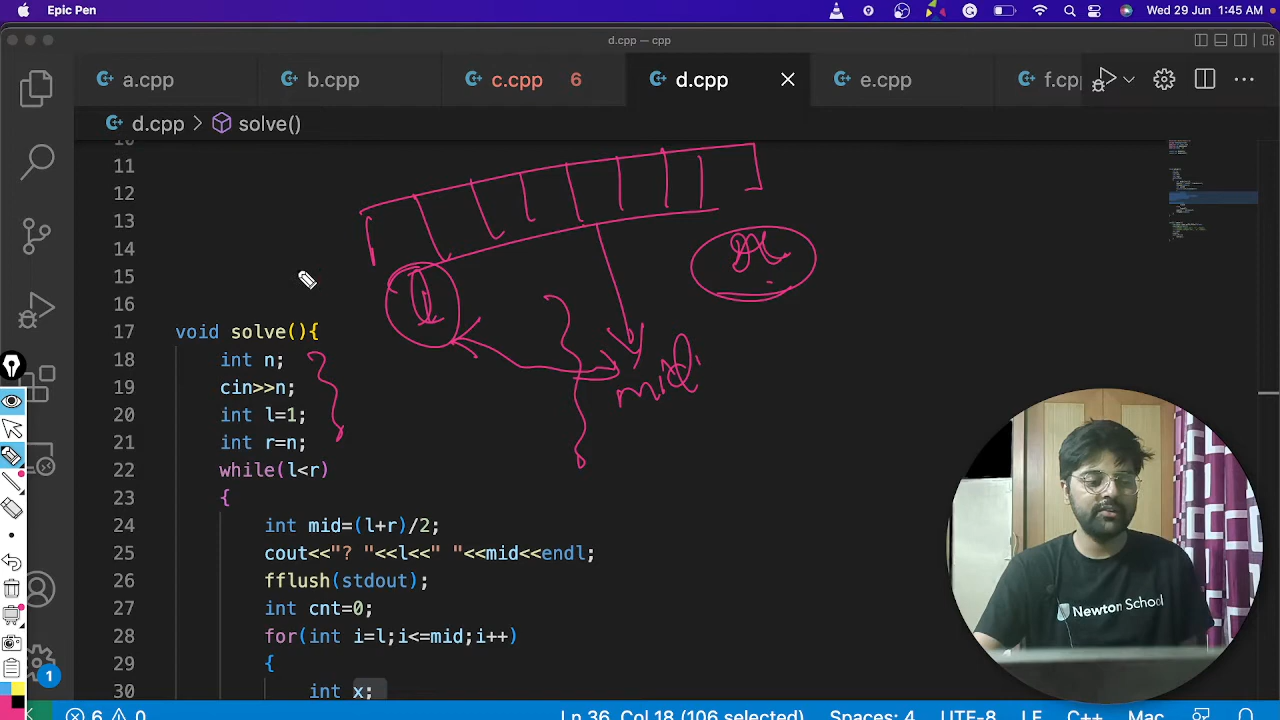 Epic Pen
Wed 29 Jun 1:45 AM
d.cpp — cpp
a.cpp
b.cpp
c.cpp 6
d.cpp
e.cpp
f.cpp
d.cpp > solve()
11
12
13
14
15
16
17 void solve(){
18 int n;
19 cin>>n;
20 int l=1;
21 int r=n;
22 while(l<r)
23 {
24 int mid=(l+r)/2;
25 cout<<"? "<<l<<" "<<mid<<endl;
26 fflush(stdout);
27 int cnt=0;
28 for(int i=l;i<=mid;i++)
29 {
30 int x;
mid
Newton School
1
6 0
Ln 36, Col 18 (106 selected)
Spaces: 4
UTF-8
LF
C++
Mac